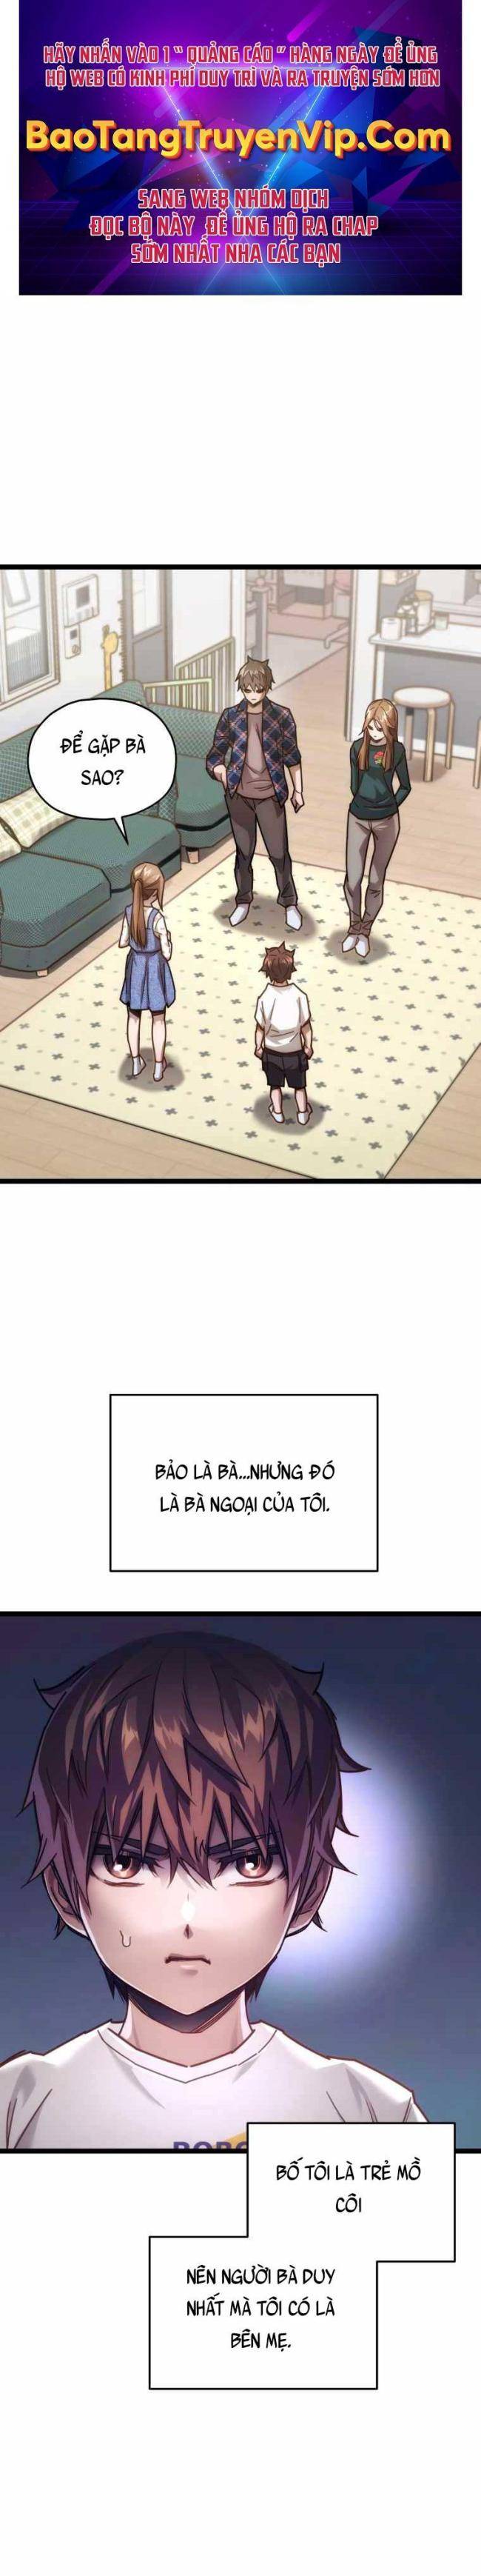 HÃY NHẤN VÀO 1 “ QUẢNG CÁO ” HÀNG NGÀY ĐỂ ỦNG
HỘ WEB CÓ KINH PHÍ DUY TRÌ VÀ RA TRUYỆN SỚM HƠN
BaoTangTruyenVip.Com
SANG WEB NHÓM DỊCH
ĐỌC BỘ NÀY ĐỂ ỦNG HỘ RA CHAP
SỚM NHẤT NHA CÁC BẠN
ĐỂ GẶP BÀ
SAO?
BẢO LÀ BÀ...NHƯNG ĐÓ
LÀ BÀ NGOẠI CỦA TÔI.
BỐ TÔI LÀ TRẺ MỒ
CÔI
NÊN NGƯỜI BÀ DUY
NHẤT MÀ TÔI CÓ LÀ
BÊN MẸ.